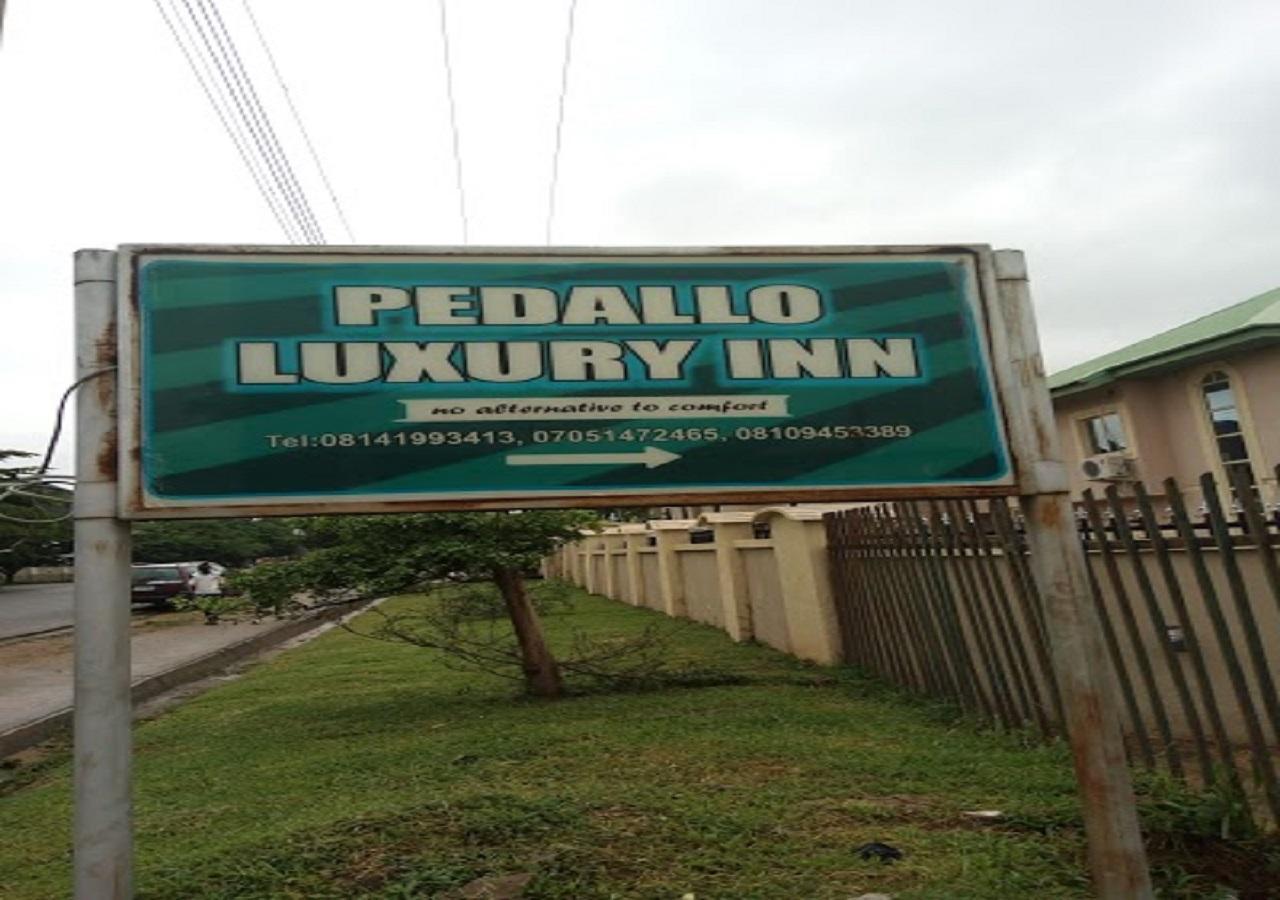 PEDALLO
LUXURY INN
no alternative to comfort
Tel:08141993413, 07051472465, 08109453389